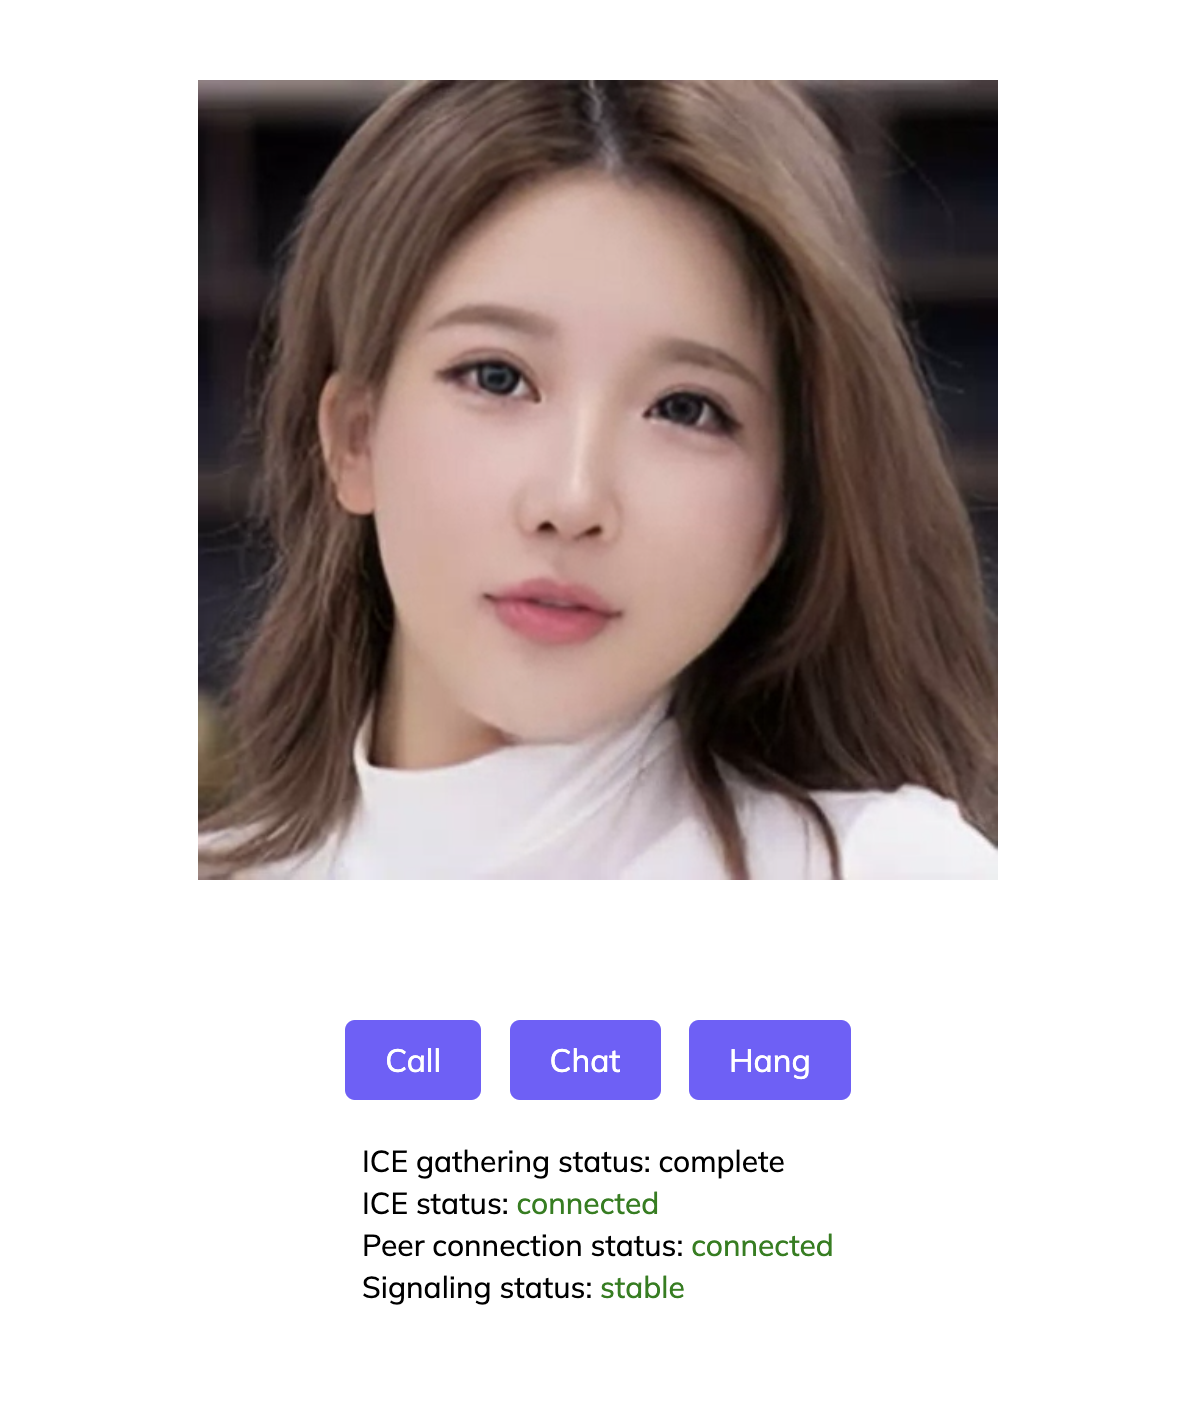 Call Chat Hang
ICE gathering status: complete
ICE status: connected
Peer connection status: connected
Signaling status: stable